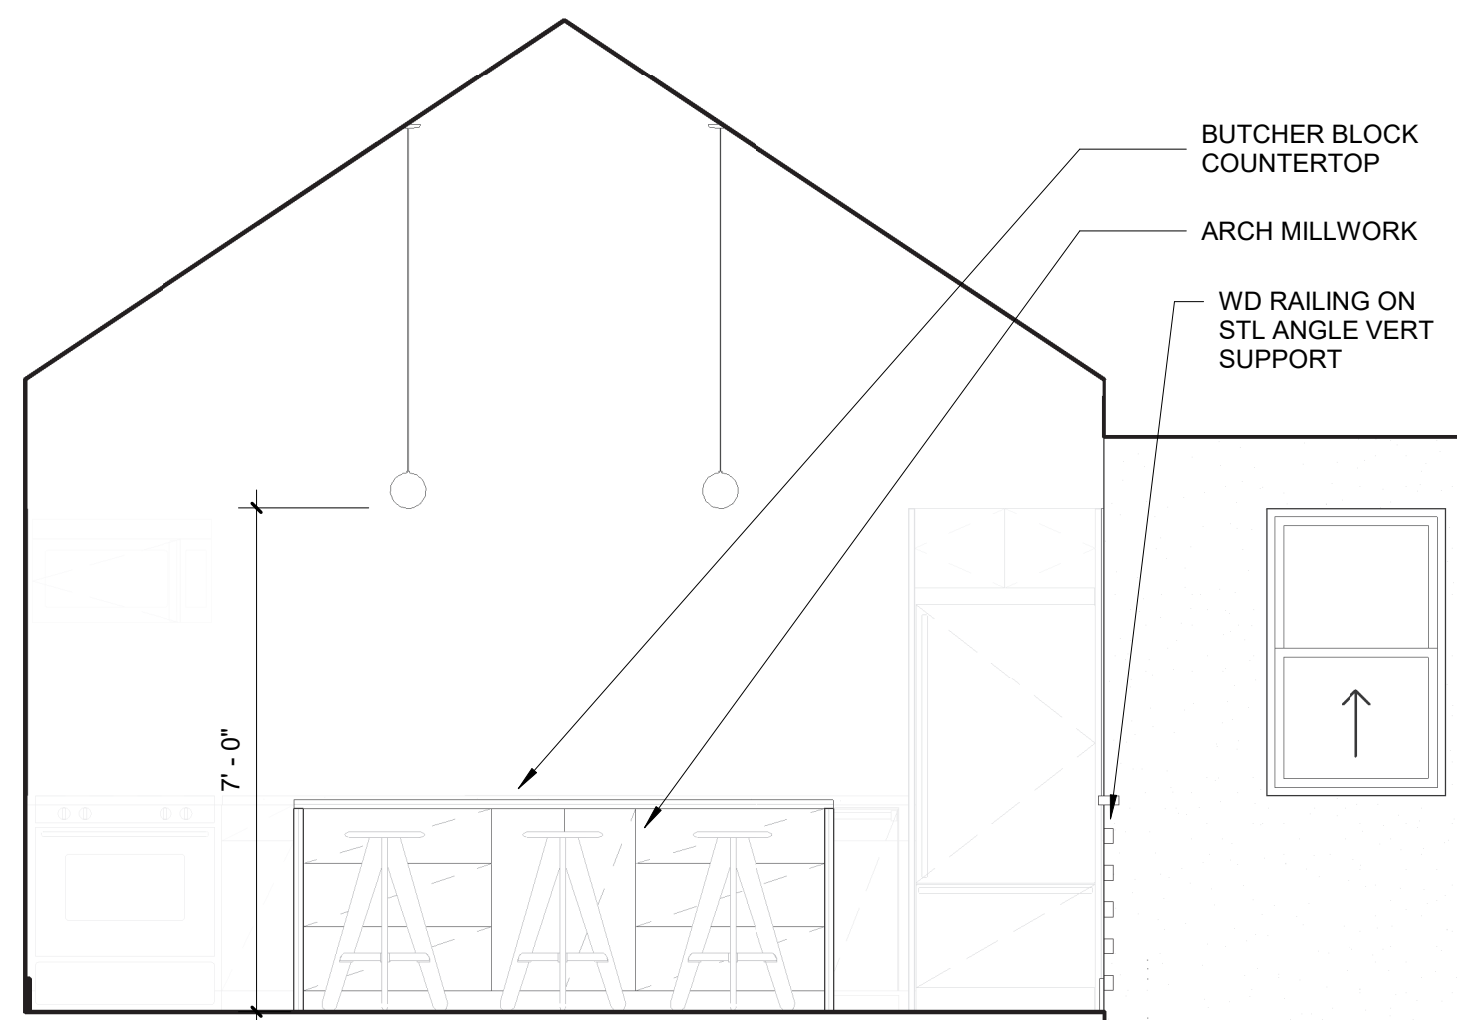 BUTCHER BLOCK
COUNTERTOP
ARCH MILLWORK
WD RAILING ON
STL ANGLE VERT
SUPPORT
7' - 0"